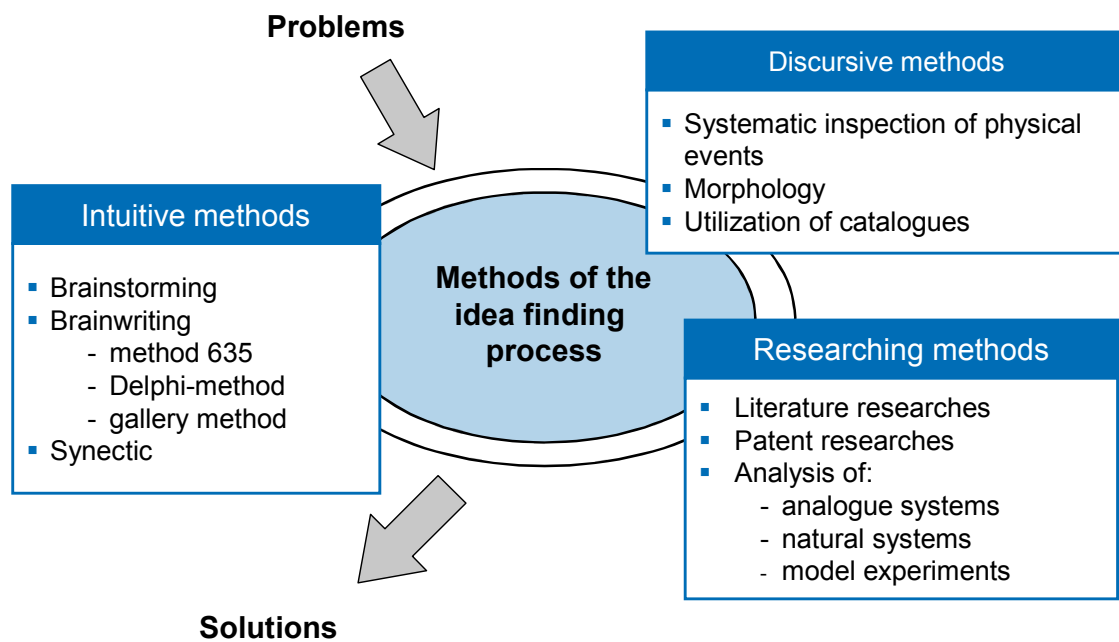 Problems
Discursive methods
▪ Systematic inspection of physical
events
▪ Morphology
▪ Utilization of catalogues
Intuitive methods
▪ Brainstorming
▪ Brainwriting
- method 635
- Delphi-method
- gallery method
▪ Synectic
Methods of the
idea finding
process
Researching methods
▪ Literature researches
▪ Patent researches
▪ Analysis of:
- analogue systems
- natural systems
- model experiments
Solutions